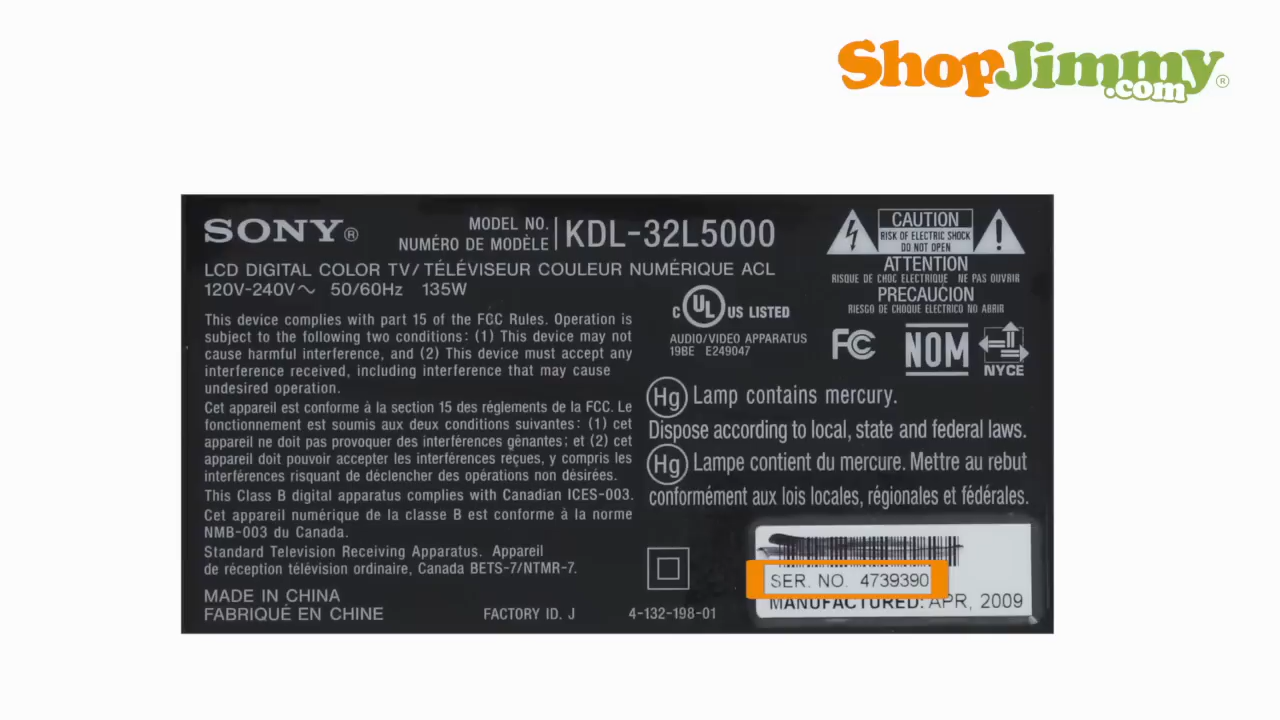 ShopJimmy.com®
SONY®
MODEL NO.
NUMÉRO DE MODÈLE
KDL-32L5000
LCD DIGITAL COLOR TV/TÉLÉVISEUR COULEUR NUMÉRIQUE ACL
120V-240V∼ 50/60Hz 135W
This device complies with part 15 of the FCC Rules. Operation is
subject to the following two conditions: (1) This device may not
cause harmful interference, and (2) This device must accept any
interference received, including interference that may cause
undesired operation.
Cet appareil est conforme à la section 15 des réglements de la FCC. Le
fonctionnement est soumis aux deux conditions suivantes: (1) cet
appareil ne doit pas provoquer des interférences gênantes; et (2) cet
appareil doit pouvoir accepter les interférences reçues, y compris les
interférences risquant de déclencher des opérations non désirées.
This Class B digital apparatus complies with Canadian ICES-003.
Cet appareil numérique de la classe B est conforme à la norme
NMB-003 du Canada.
Standard Television Receiving Apparatus. Appareil
de réception télévision ordinaire, Canada BETS-7/NTMR-7.
MADE IN CHINA
FABRIQUÉ EN CHINE
FACTORY ID. J
4-132-198-01
CAUTION
RISK OF ELECTRIC SHOCK
DO NOT OPEN
ATTENTION
RISQUE DE CHOC ELECTRIQUE NE PAS OUVRIR
PRECAUCION
RIESGO DE CHOQUE ELECTRICO NO ABRIR
C UL US LISTED
AUDIO/VIDEO APPARATUS
19BE E249047
FC
NOM
NYCE
Hg Lamp contains mercury.
Dispose according to local, state and federal laws.
Hg Lampe contient du mercure. Mettre au rebut
conformément aux lois locales, régionales et fédérales.
SER. NO. 4739390
MANUFACTURED: APR, 2009